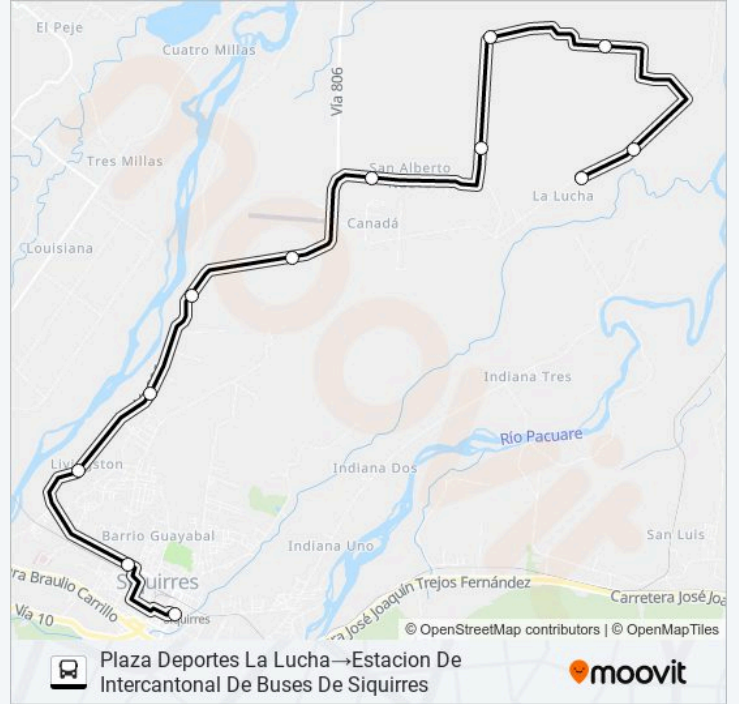 El Peje
Cuatro Millas
Vía 806
Tres Millas
San Alberto
La Lucha
Canadá
Louisiana
Indiana Tres
Río Pacuare
Livingston
Indiana Dos
Barrio Guayabal
Indiana Uno
San Luis
Siquirres
ra Braulio Carrillo
José Joaquín Trejos Fernández
Carretera José Joa
Vía 10
Siquirres
© OpenStreetMap contributors | © OpenMapTiles
Plaza Deportes La Lucha→Estacion De
Intercantonal De Buses De Siquirres
moovit